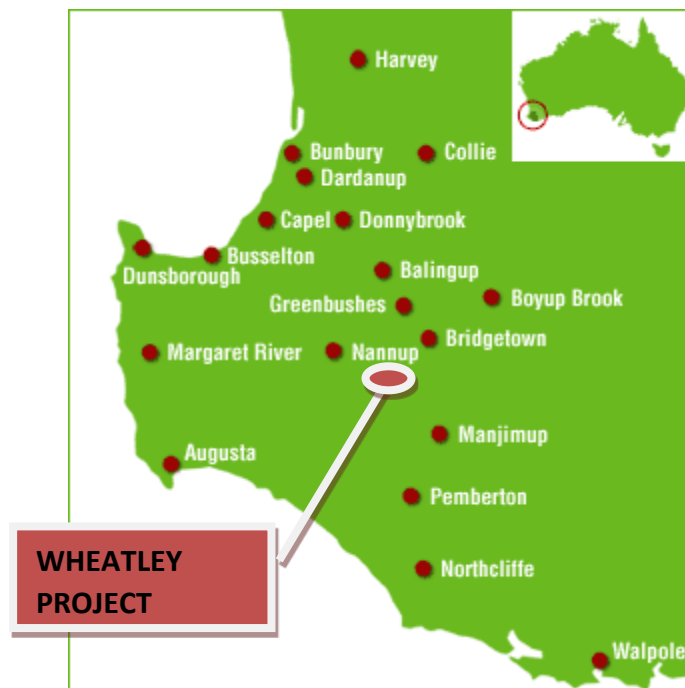 Harvey
Bunbury
Collie
Dardanup
Capel
Donnybrook
Busselton
Dunsborough
Balingup
Greenbushes
Boyup Brook
Bridgetown
Margaret River
Nannup
Manjimup
Augusta
Pemberton
WHEATLEY
PROJECT
Northcliffe
Walpole